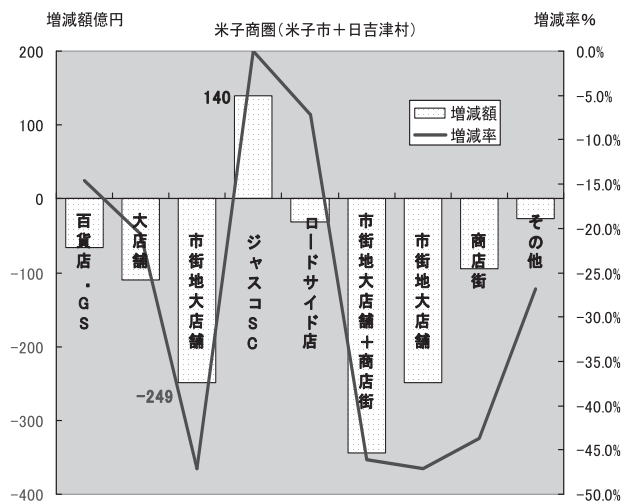 増減額億円
米子商圏(米子市+日吉津村)
増減率%
200
100
0
-100
-200
-300
-400
0.0%
-5.0%
-10.0%
-15.0%
-20.0%
-25.0%
-30.0%
-35.0%
-40.0%
-45.0%
-50.0%
増減額
増減率
140
-249
百貨店・GS
大店舗
市街地大店舗
ジャスコSC
ロードサイド店
市街地大店舗+商店街
市街地大店舗
商店街
その他